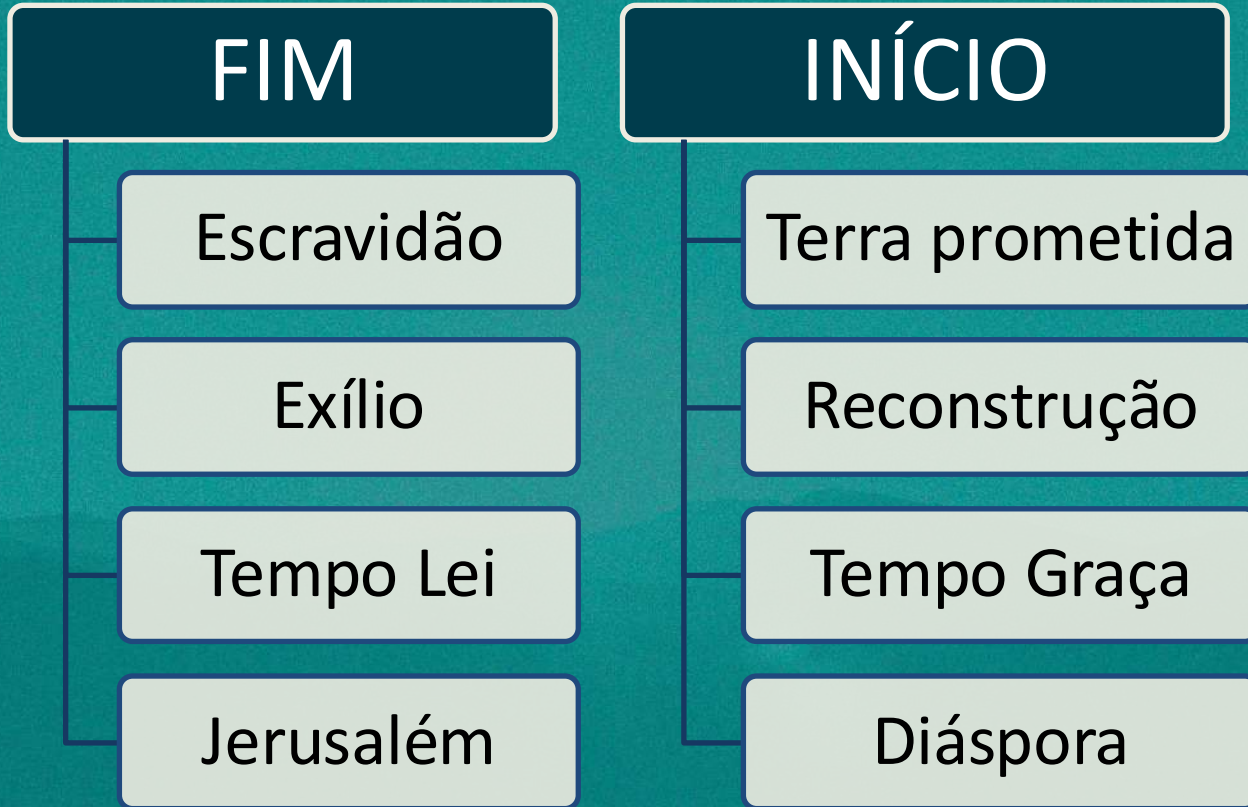 FIM
Escravidão
Exílio
Tempo Lei
Jerusalém
INÍCIO
Terra prometida
Reconstrução
Tempo Graça
Diáspora